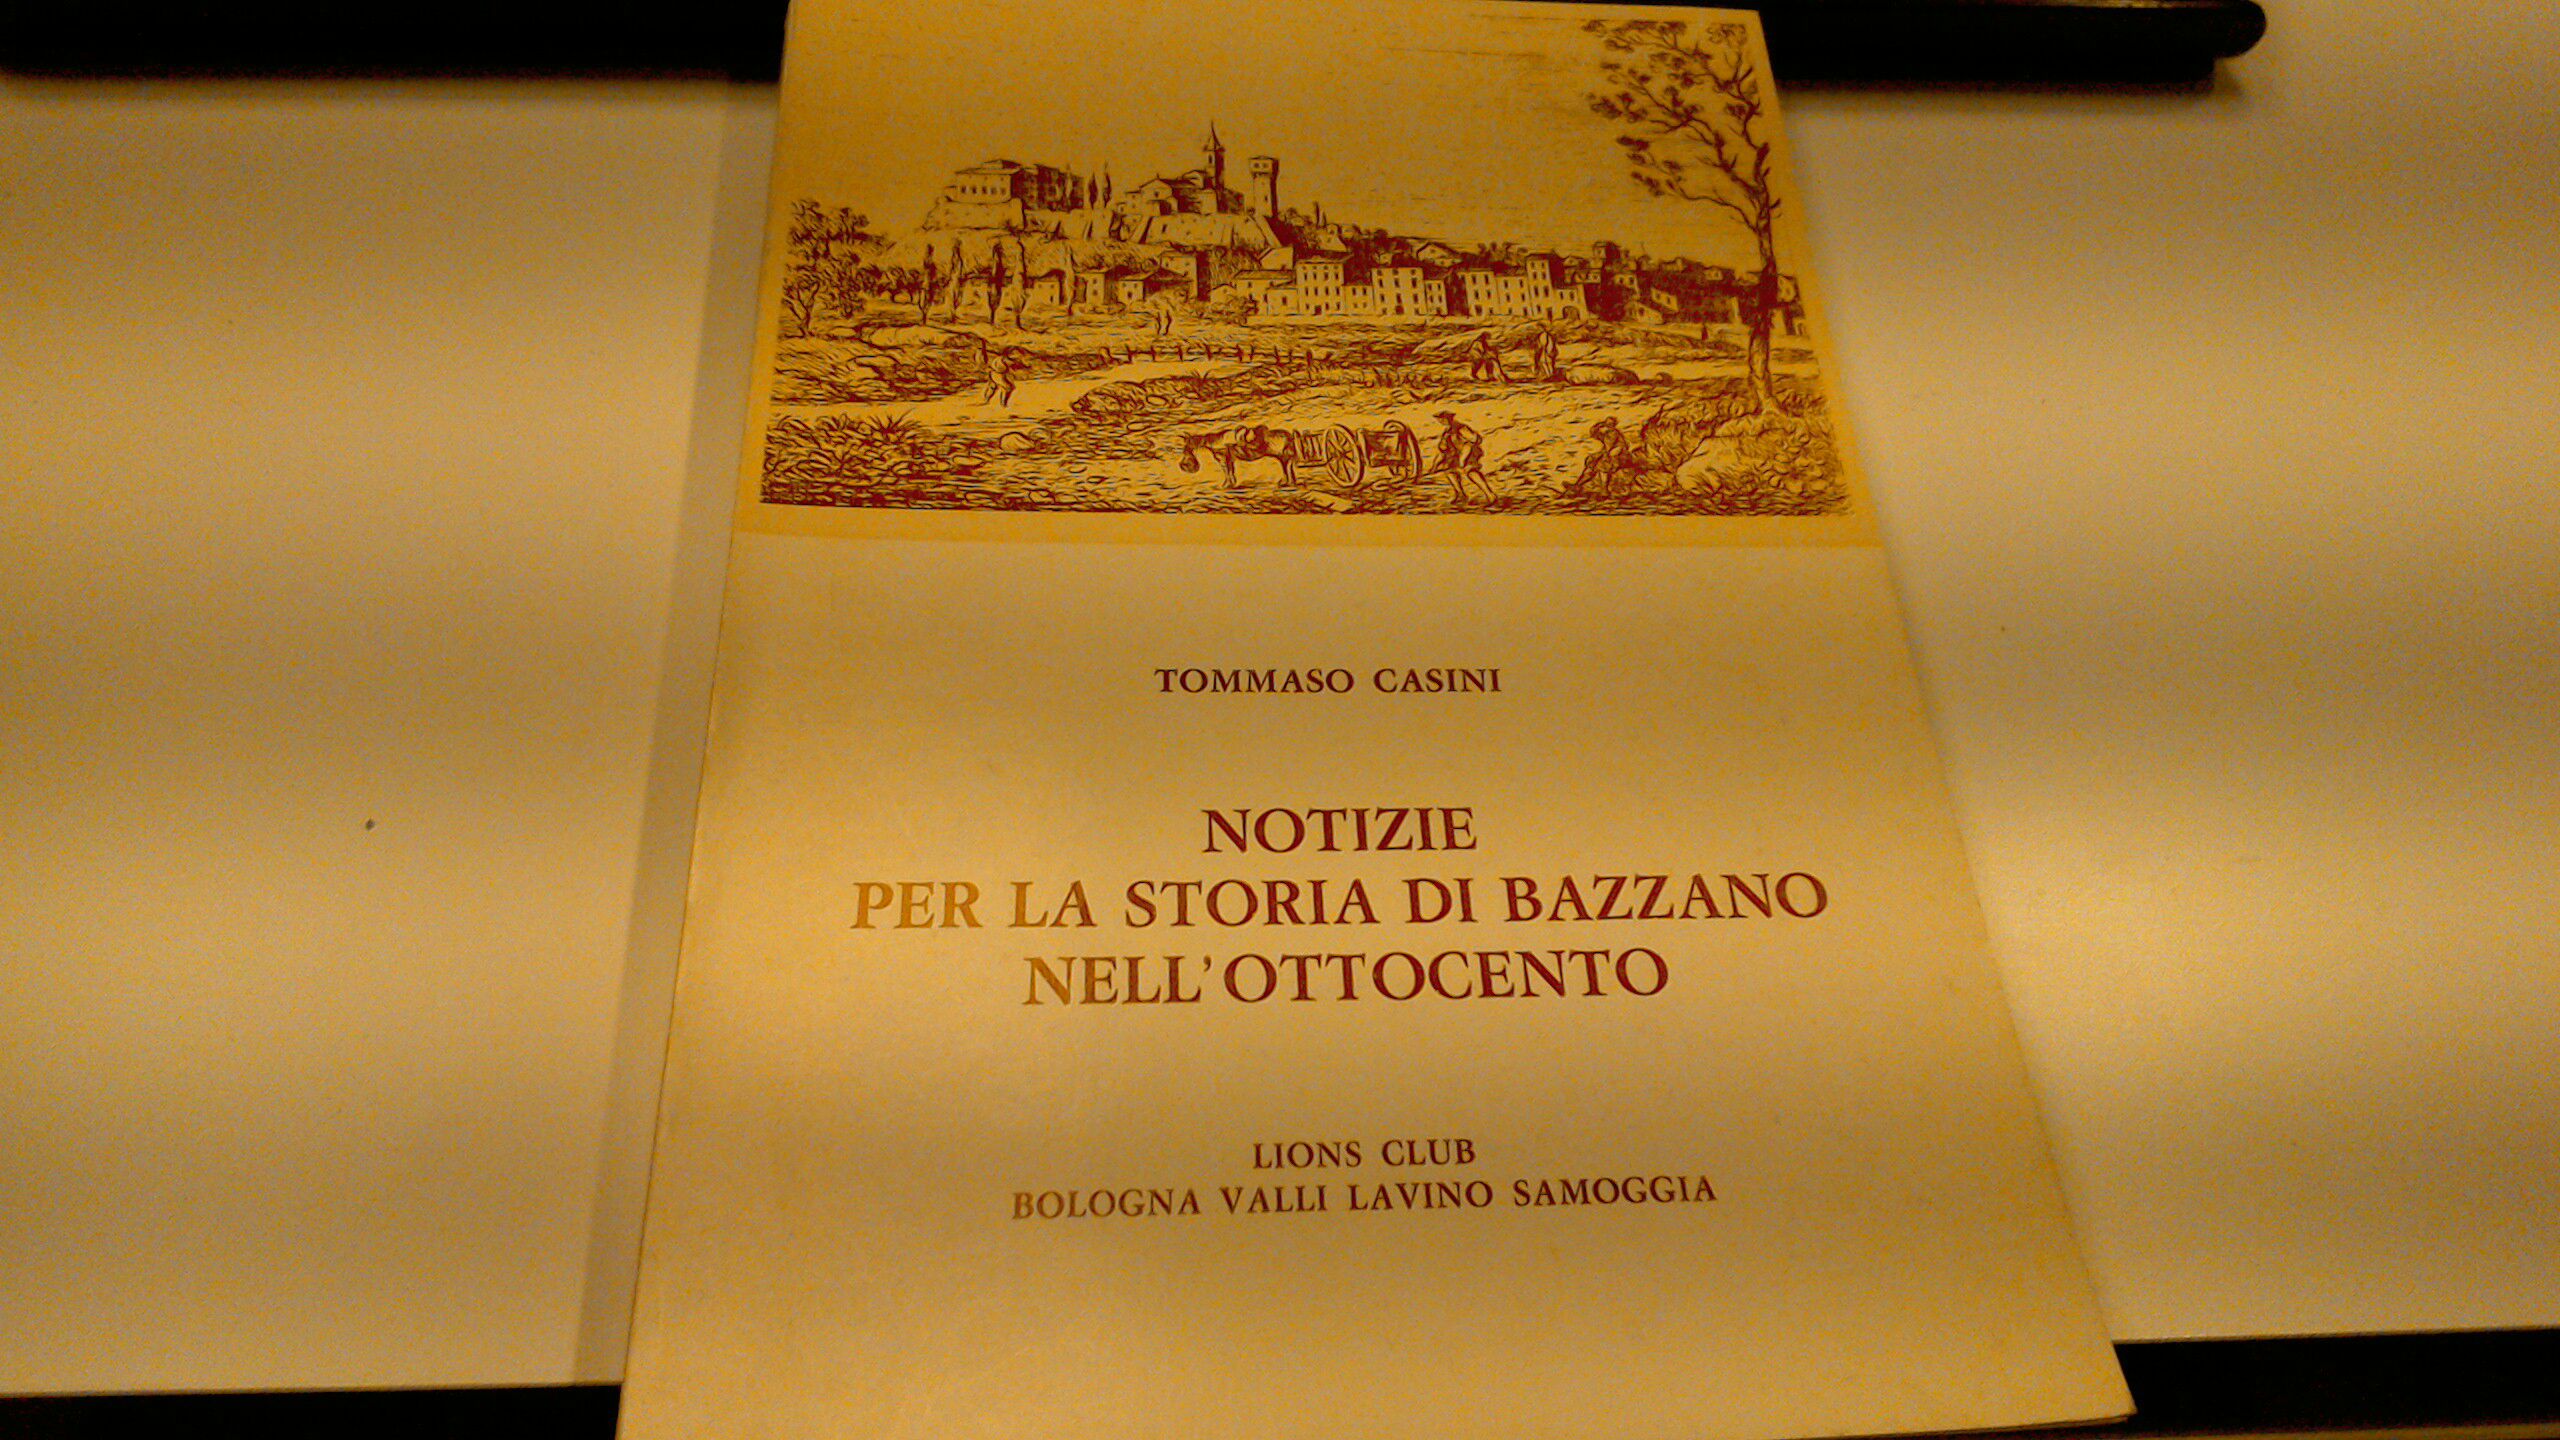 TOMMASO CASINI
NOTIZIE
PER LA STORIA DI BAZZANO
NELL'OTTOCENTO
LIONS CLUB
BOLOGNA VALLI LAVINO SAMOGGIA